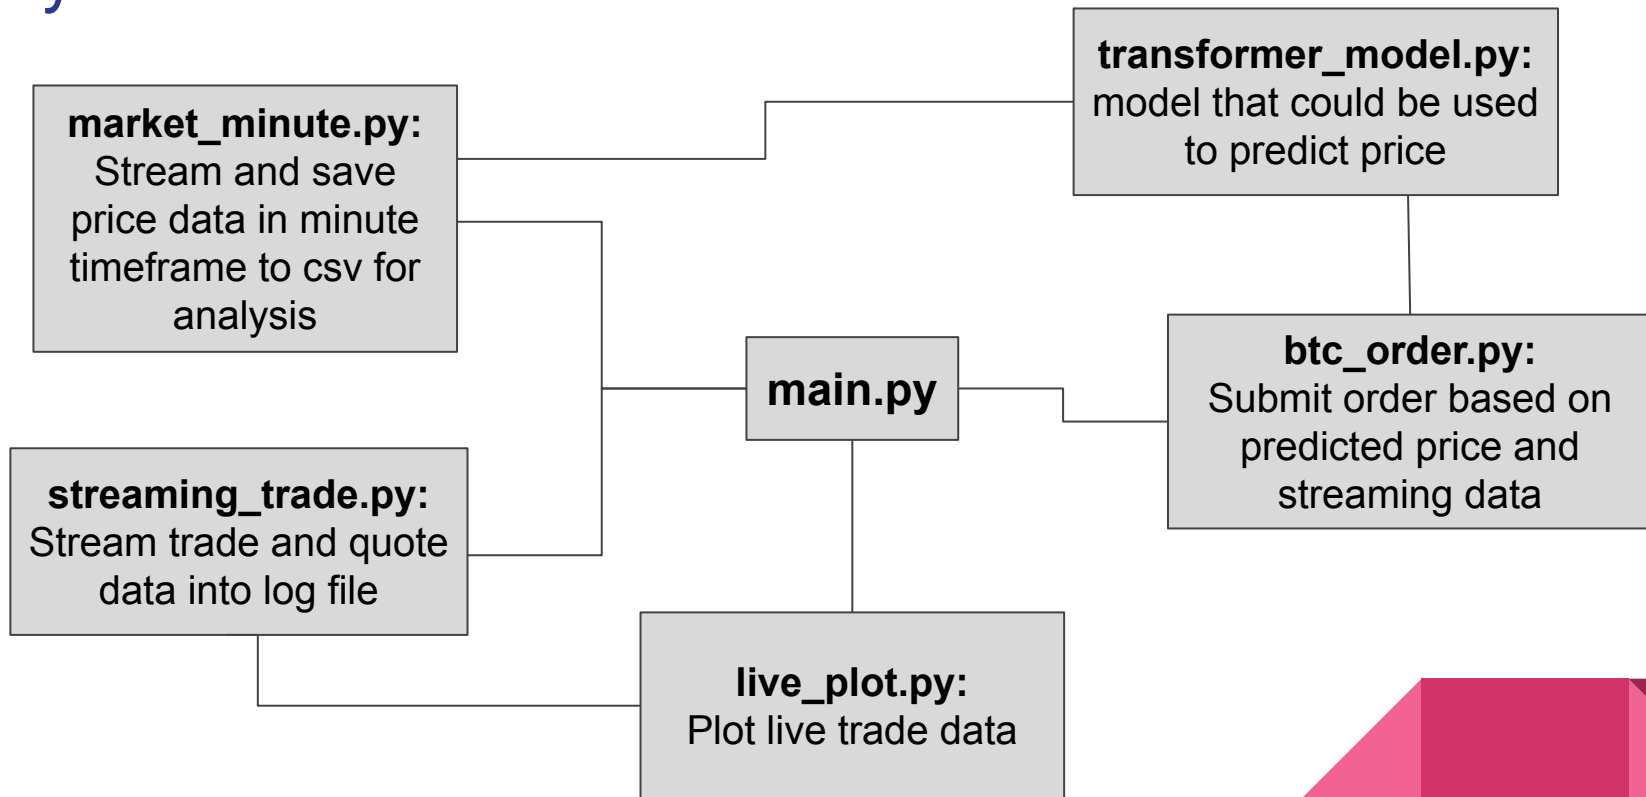 transformer_model.py:
model that could be used
to predict price
market_minute.py:
Stream and save
price data in minute
timeframe to csv for
analysis
main.py
btc_order.py:
Submit order based on
predicted price and
streaming data
streaming_trade.py:
Stream trade and quote
data into log file
live_plot.py:
Plot live trade data